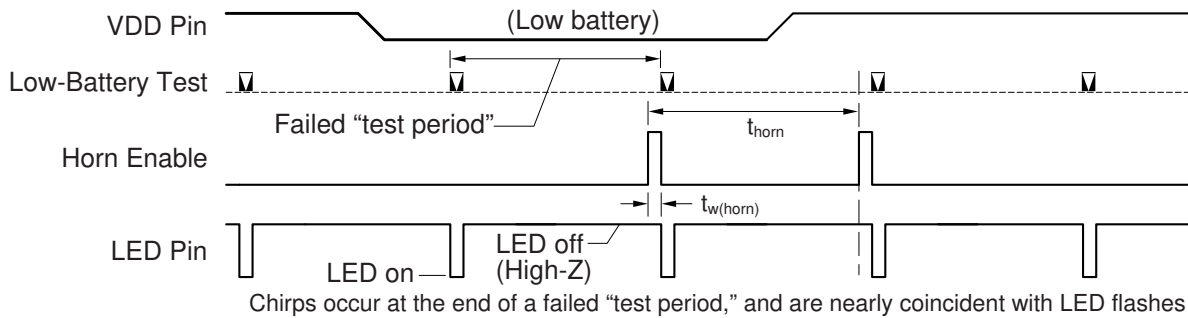 VDD Pin
(Low battery)
Low-Battery Test
Failed “test period”
t_horn
Horn Enable
t_w(horn)
LED Pin
LED off
(High-Z)
LED on
Chirps occur at the end of a failed “test period,” and are nearly coincident with LED flashes